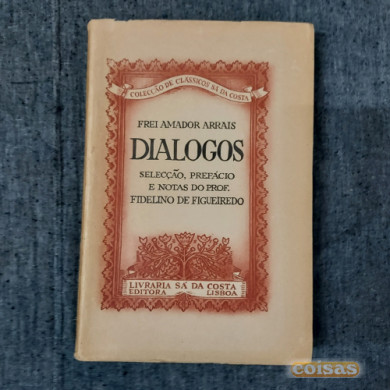 COLECÇÃO DE CLÁSSICOS SÁ DA COSTA
FREI AMADOR ARRAIS
DIALOGOS
SELECÇÃO, PREFÁCIO
E NOTAS DO PROF.
FIDELINO DE FIGUEIREDO
LIVRARIA SÁ DA COSTA
EDITORA LISBOA
coisas